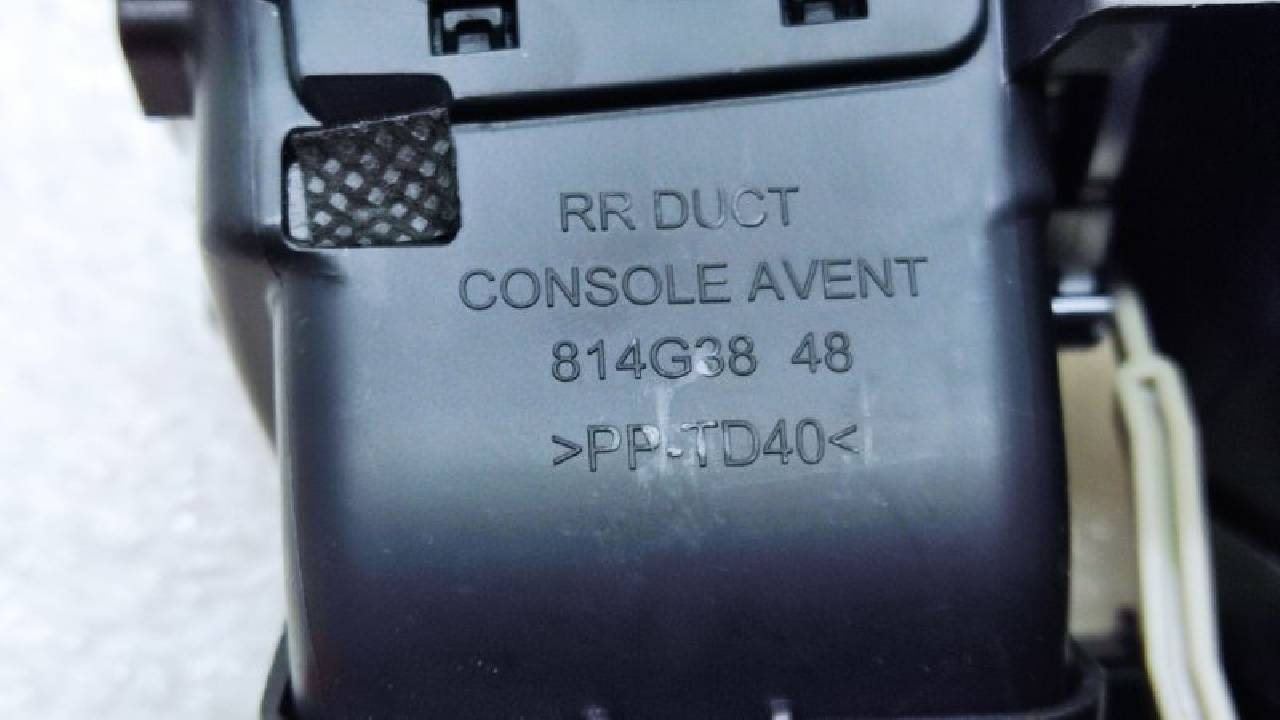 RR DUCT
CONSOLE AVENT
814G38 48
>PP-TD40<